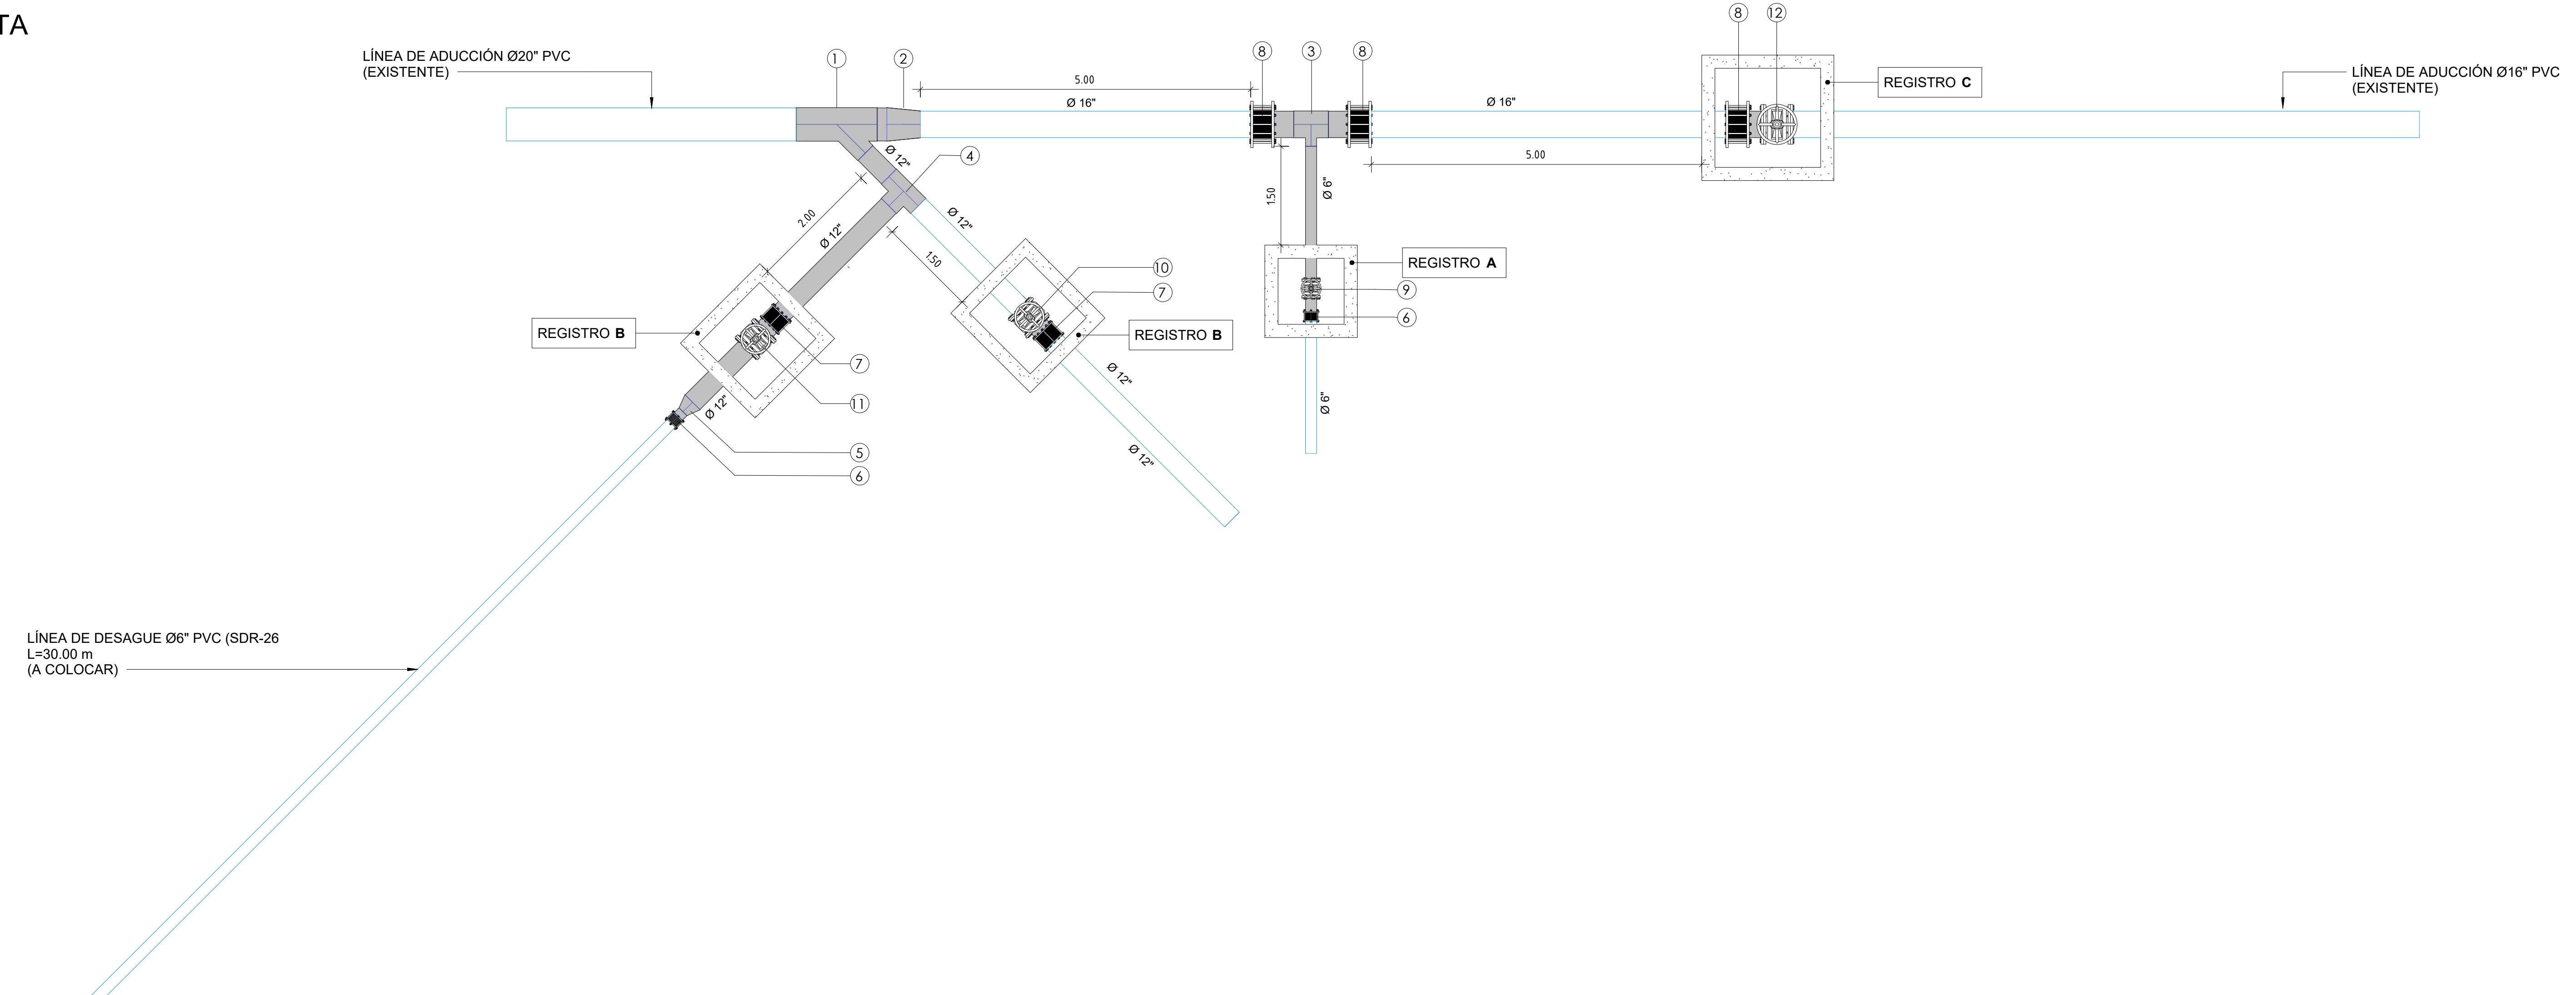 TA
LÍNEA DE ADUCCIÓN Ø20" PVC
(EXISTENTE)
1
2
8
3
8
8
12
5.00
Ø 16"
Ø 16"
5.00
REGISTRO C
LÍNEA DE ADUCCIÓN Ø16" PVC
(EXISTENTE)
Ø 12"
4
2.00
Ø 12"
Ø 12"
1.50
1.50
Ø 6"
REGISTRO A
10
7
9
6
REGISTRO B
REGISTRO B
7
11
Ø 12"
Ø 12"
Ø 12"
Ø 6"
5
6
LÍNEA DE DESAGUE Ø6" PVC (SDR-26
L=30.00 m
(A COLOCAR)